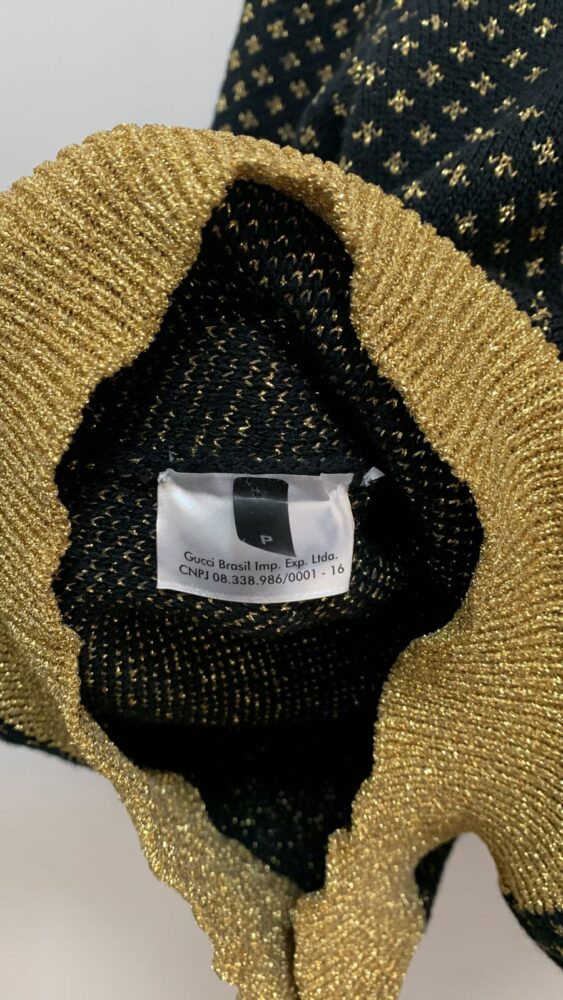 P
Gucci Brasil Imp. Exp. Ltda.
CNPJ 08.338.986/0001 - 16